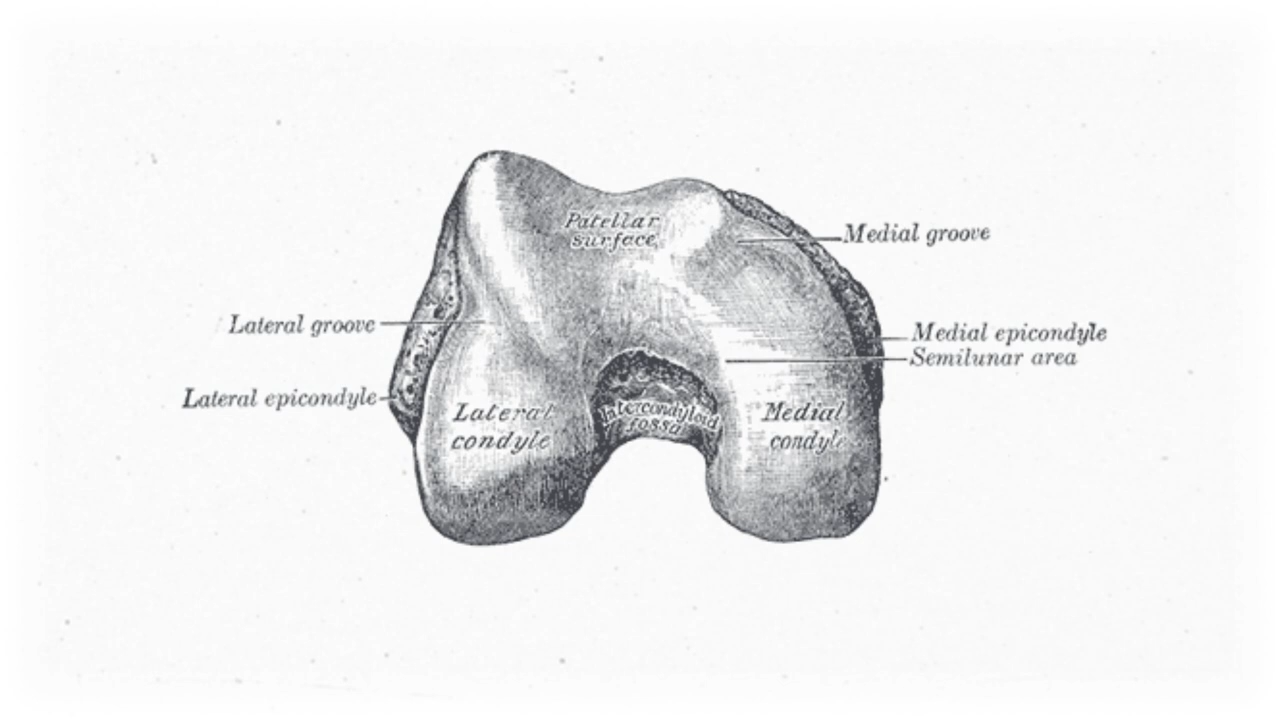 Patellar
surface
Medial groove
Lateral groove
Medial epicondyle
Semilunar area
Lateral epicondyle
Lateral
condyle
Intercondyloid
fossa
Medial
condyle